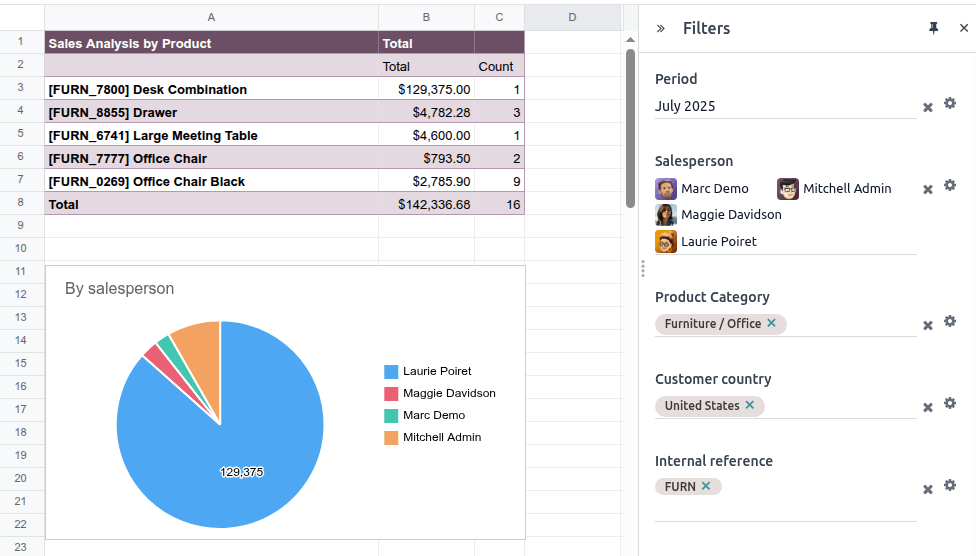 A B C D
1 Sales Analysis by Product Total
2 Total Count
3 [FURN_7800] Desk Combination $129,375.00 1
4 [FURN_8855] Drawer $4,782.28 3
5 [FURN_6741] Large Meeting Table $4,600.00 1
6 [FURN_7777] Office Chair $793.50 2
7 [FURN_0269] Office Chair Black $2,785.90 9
8 Total $142,336.68 16
9
10
11
12
13
14
15
16
17
18
19
20
21
22
23
By salesperson
129,375
Laurie Poiret
Maggie Davidson
Marc Demo
Mitchell Admin
Filters
Period
July 2025
Salesperson
Marc Demo Mitchell Admin
Maggie Davidson
Laurie Poiret
Product Category
Furniture / Office
Customer country
United States
Internal reference
FURN